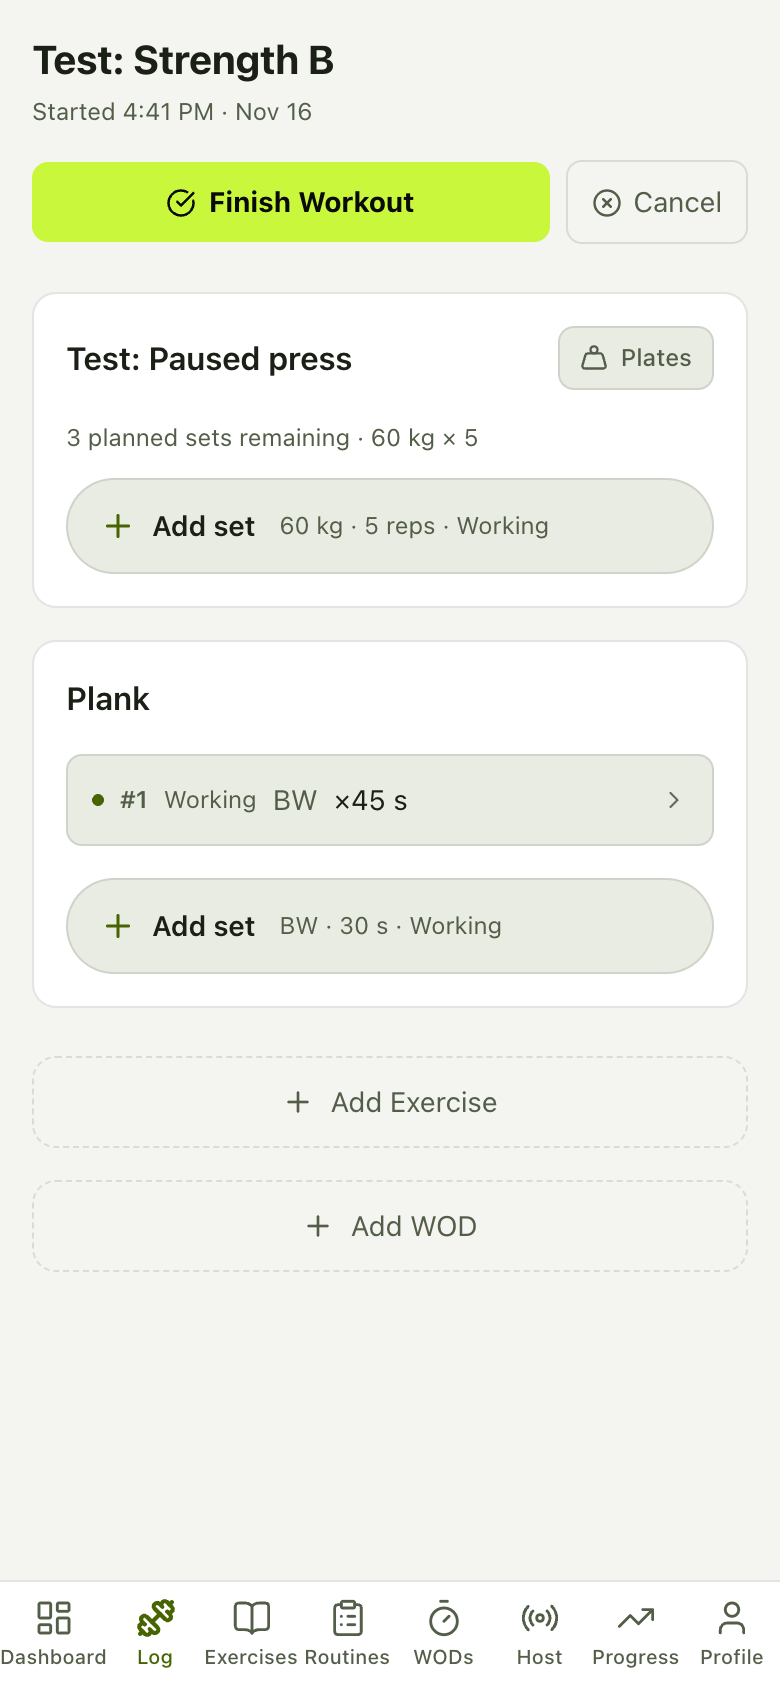 Test: Strength B
Started 4:41 PM · Nov 16
Finish Workout
Cancel
Test: Paused press
Plates
3 planned sets remaining · 60 kg × 5
Add set 60 kg · 5 reps · Working
Plank
#1 Working BW ×45 s
Add set BW · 30 s · Working
Add Exercise
Add WOD
Dashboard Log Exercises Routines WODs Host Progress Profile